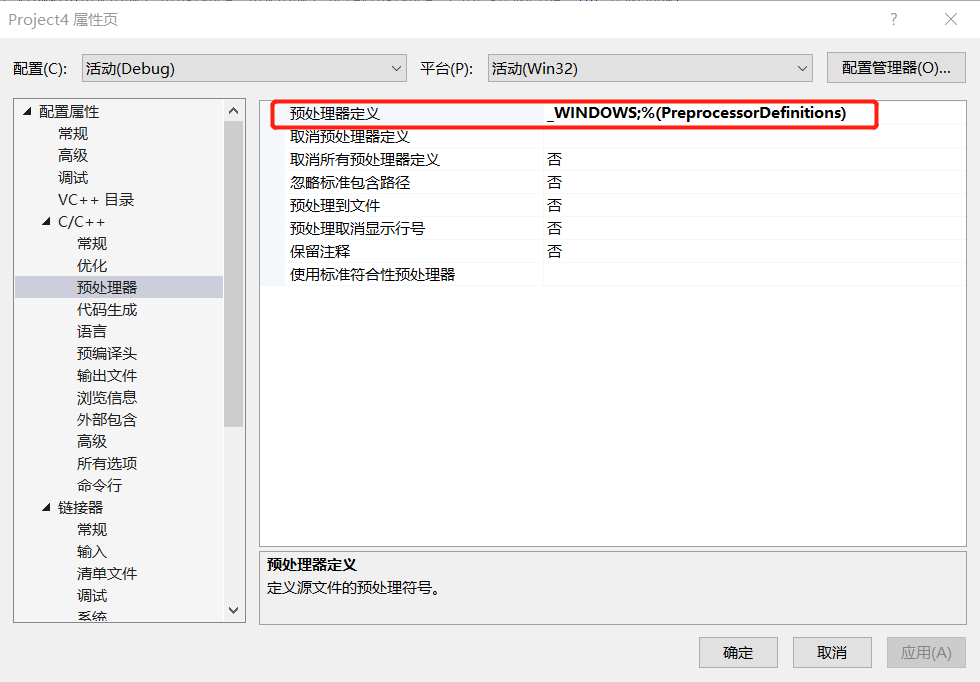 Project4 属性页
?
配置(C): 活动(Debug) 平台(P): 活动(Win32) 配置管理器(O)...
配置属性
常规
高级
调试
VC++ 目录
C/C++
常规
优化
预处理器
代码生成
语言
预编译头
输出文件
浏览信息
外部包含
高级
所有选项
命令行
链接器
常规
输入
清单文件
调试
系统
预处理器定义 _WINDOWS;%(PreprocessorDefinitions)
取消预处理器定义
取消所有预处理器定义 否
忽略标准包含路径 否
预处理到文件 否
预处理取消显示行号 否
保留注释 否
使用标准符合性预处理器
预处理器定义
定义源文件的预处理符号。
确定 取消 应用(A)